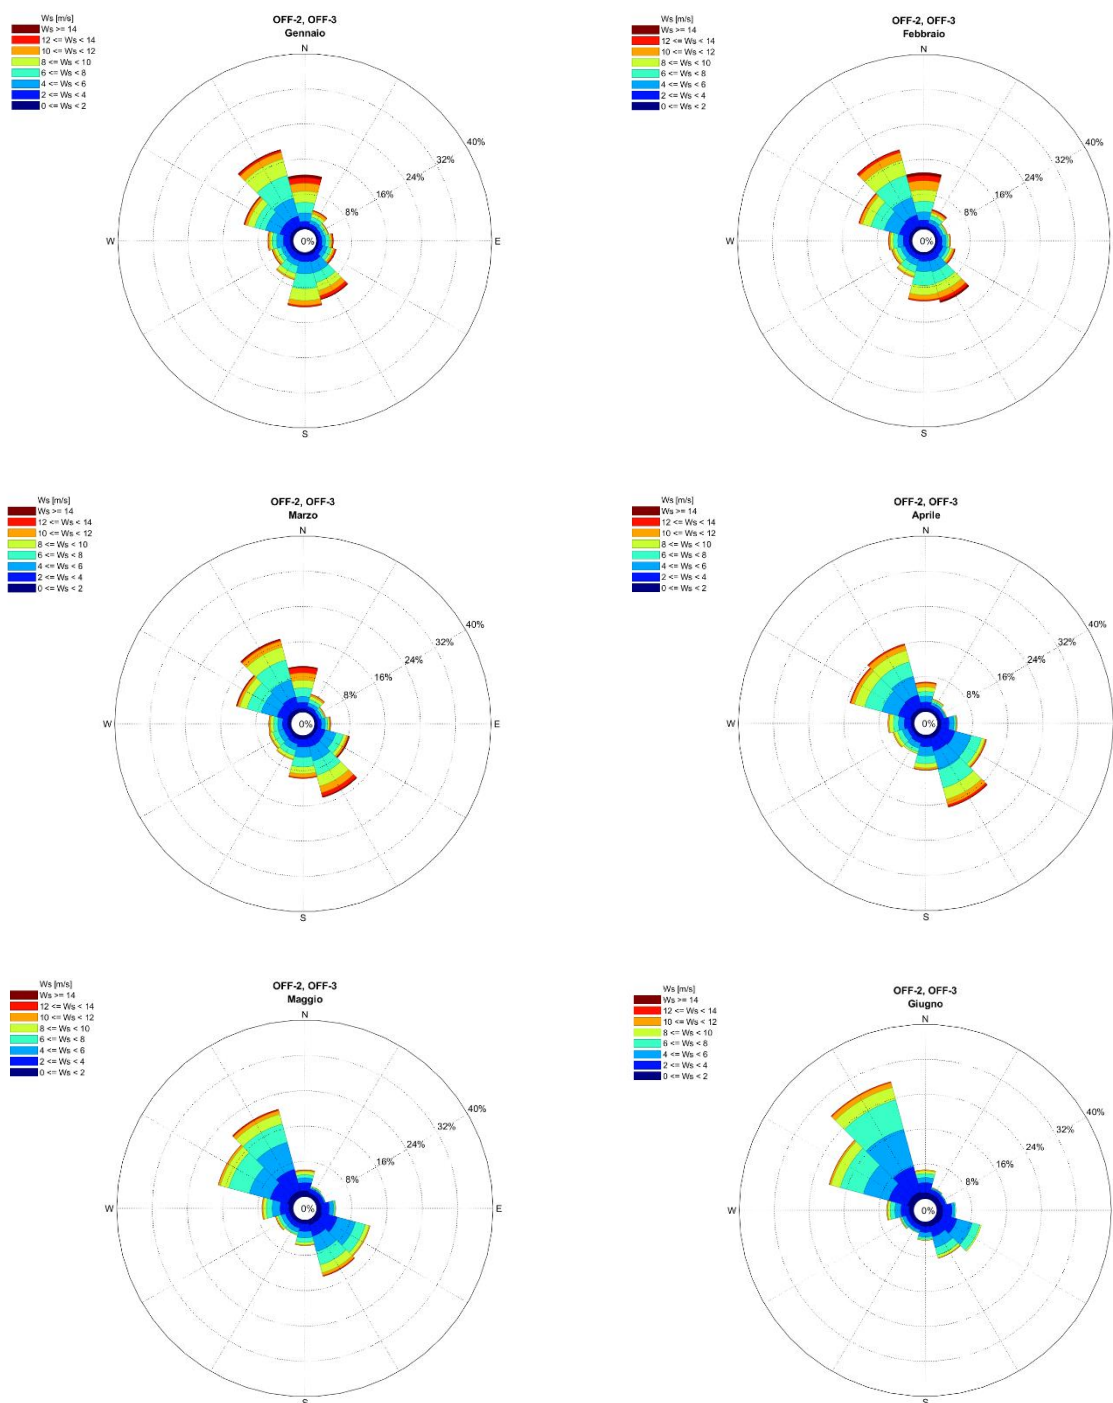 Ws [m/s]
Ws >= 14
12 <= Ws < 14
10 <= Ws < 12
8 <= Ws < 10
6 <= Ws < 8
4 <= Ws < 6
2 <= Ws < 4
0 <= Ws < 2
OFF-2, OFF-3
Gennaio
N
40%
32%
24%
16%
8%
W
0%
E
S
Ws [m/s]
Ws >= 14
12 <= Ws < 14
10 <= Ws < 12
8 <= Ws < 10
6 <= Ws < 8
4 <= Ws < 6
2 <= Ws < 4
0 <= Ws < 2
OFF-2, OFF-3
Febbraio
N
40%
32%
24%
16%
8%
W
0%
E
S
Ws [m/s]
Ws >= 14
12 <= Ws < 14
10 <= Ws < 12
8 <= Ws < 10
6 <= Ws < 8
4 <= Ws < 6
2 <= Ws < 4
0 <= Ws < 2
OFF-2, OFF-3
Marzo
N
40%
32%
24%
16%
8%
W
0%
E
S
Ws [m/s]
Ws >= 14
12 <= Ws < 14
10 <= Ws < 12
8 <= Ws < 10
6 <= Ws < 8
4 <= Ws < 6
2 <= Ws < 4
0 <= Ws < 2
OFF-2, OFF-3
Aprile
N
40%
32%
24%
16%
8%
W
0%
S
Ws [m/s]
Ws >= 14
12 <= Ws < 14
10 <= Ws < 12
8 <= Ws < 10
6 <= Ws < 8
4 <= Ws < 6
2 <= Ws < 4
0 <= Ws < 2
OFF-2, OFF-3
Maggio
N
40%
32%
24%
16%
8%
W
0%
E
S
Ws [m/s]
Ws >= 14
12 <= Ws < 14
10 <= Ws < 12
8 <= Ws < 10
6 <= Ws < 8
4 <= Ws < 6
2 <= Ws < 4
0 <= Ws < 2
OFF-2, OFF-3
Giugno
N
40%
32%
24%
16%
8%
W
0%
S